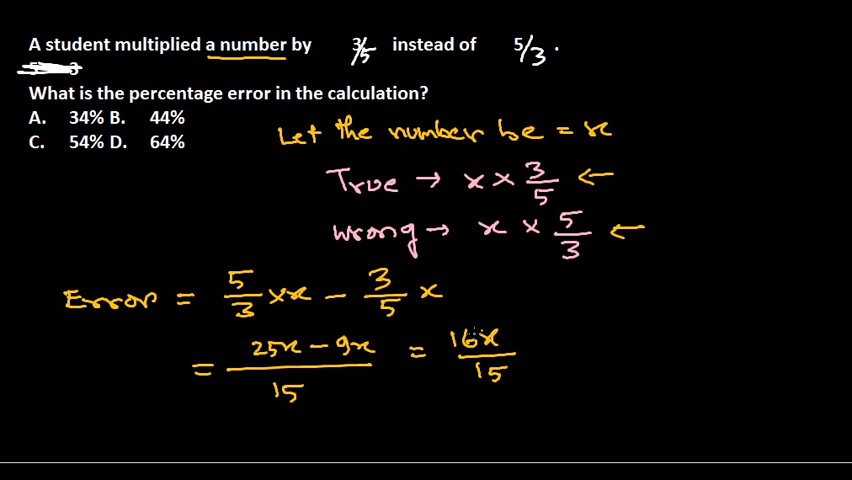 A student multiplied a number by 3/5 instead of 5/3.
What is the percentage error in the calculation?
A. 34% B. 44%
C. 54% D. 64%
Let the number be = x
True → x × 3/5 ←
wrong → x × 5/3 ←
Error = 5/3 × x - 3/5 x
= 25x - 9x / 15 = 16x/15